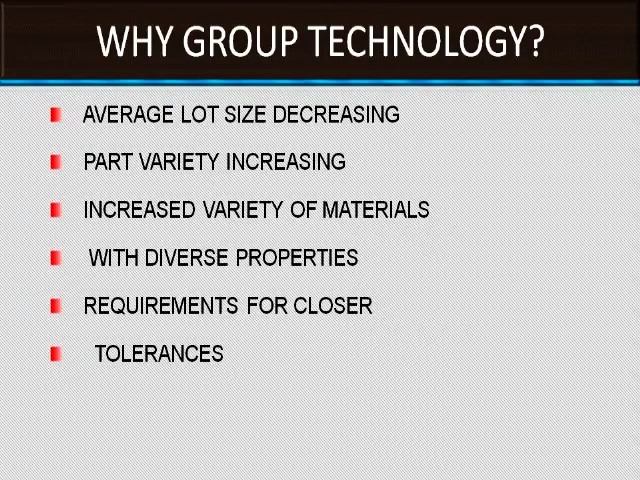 WHY GROUP TECHNOLOGY?
AVERAGE LOT SIZE DECREASING
PART VARIETY INCREASING
INCREASED VARIETY OF MATERIALS
WITH DIVERSE PROPERTIES
REQUIREMENTS FOR CLOSER
TOLERANCES